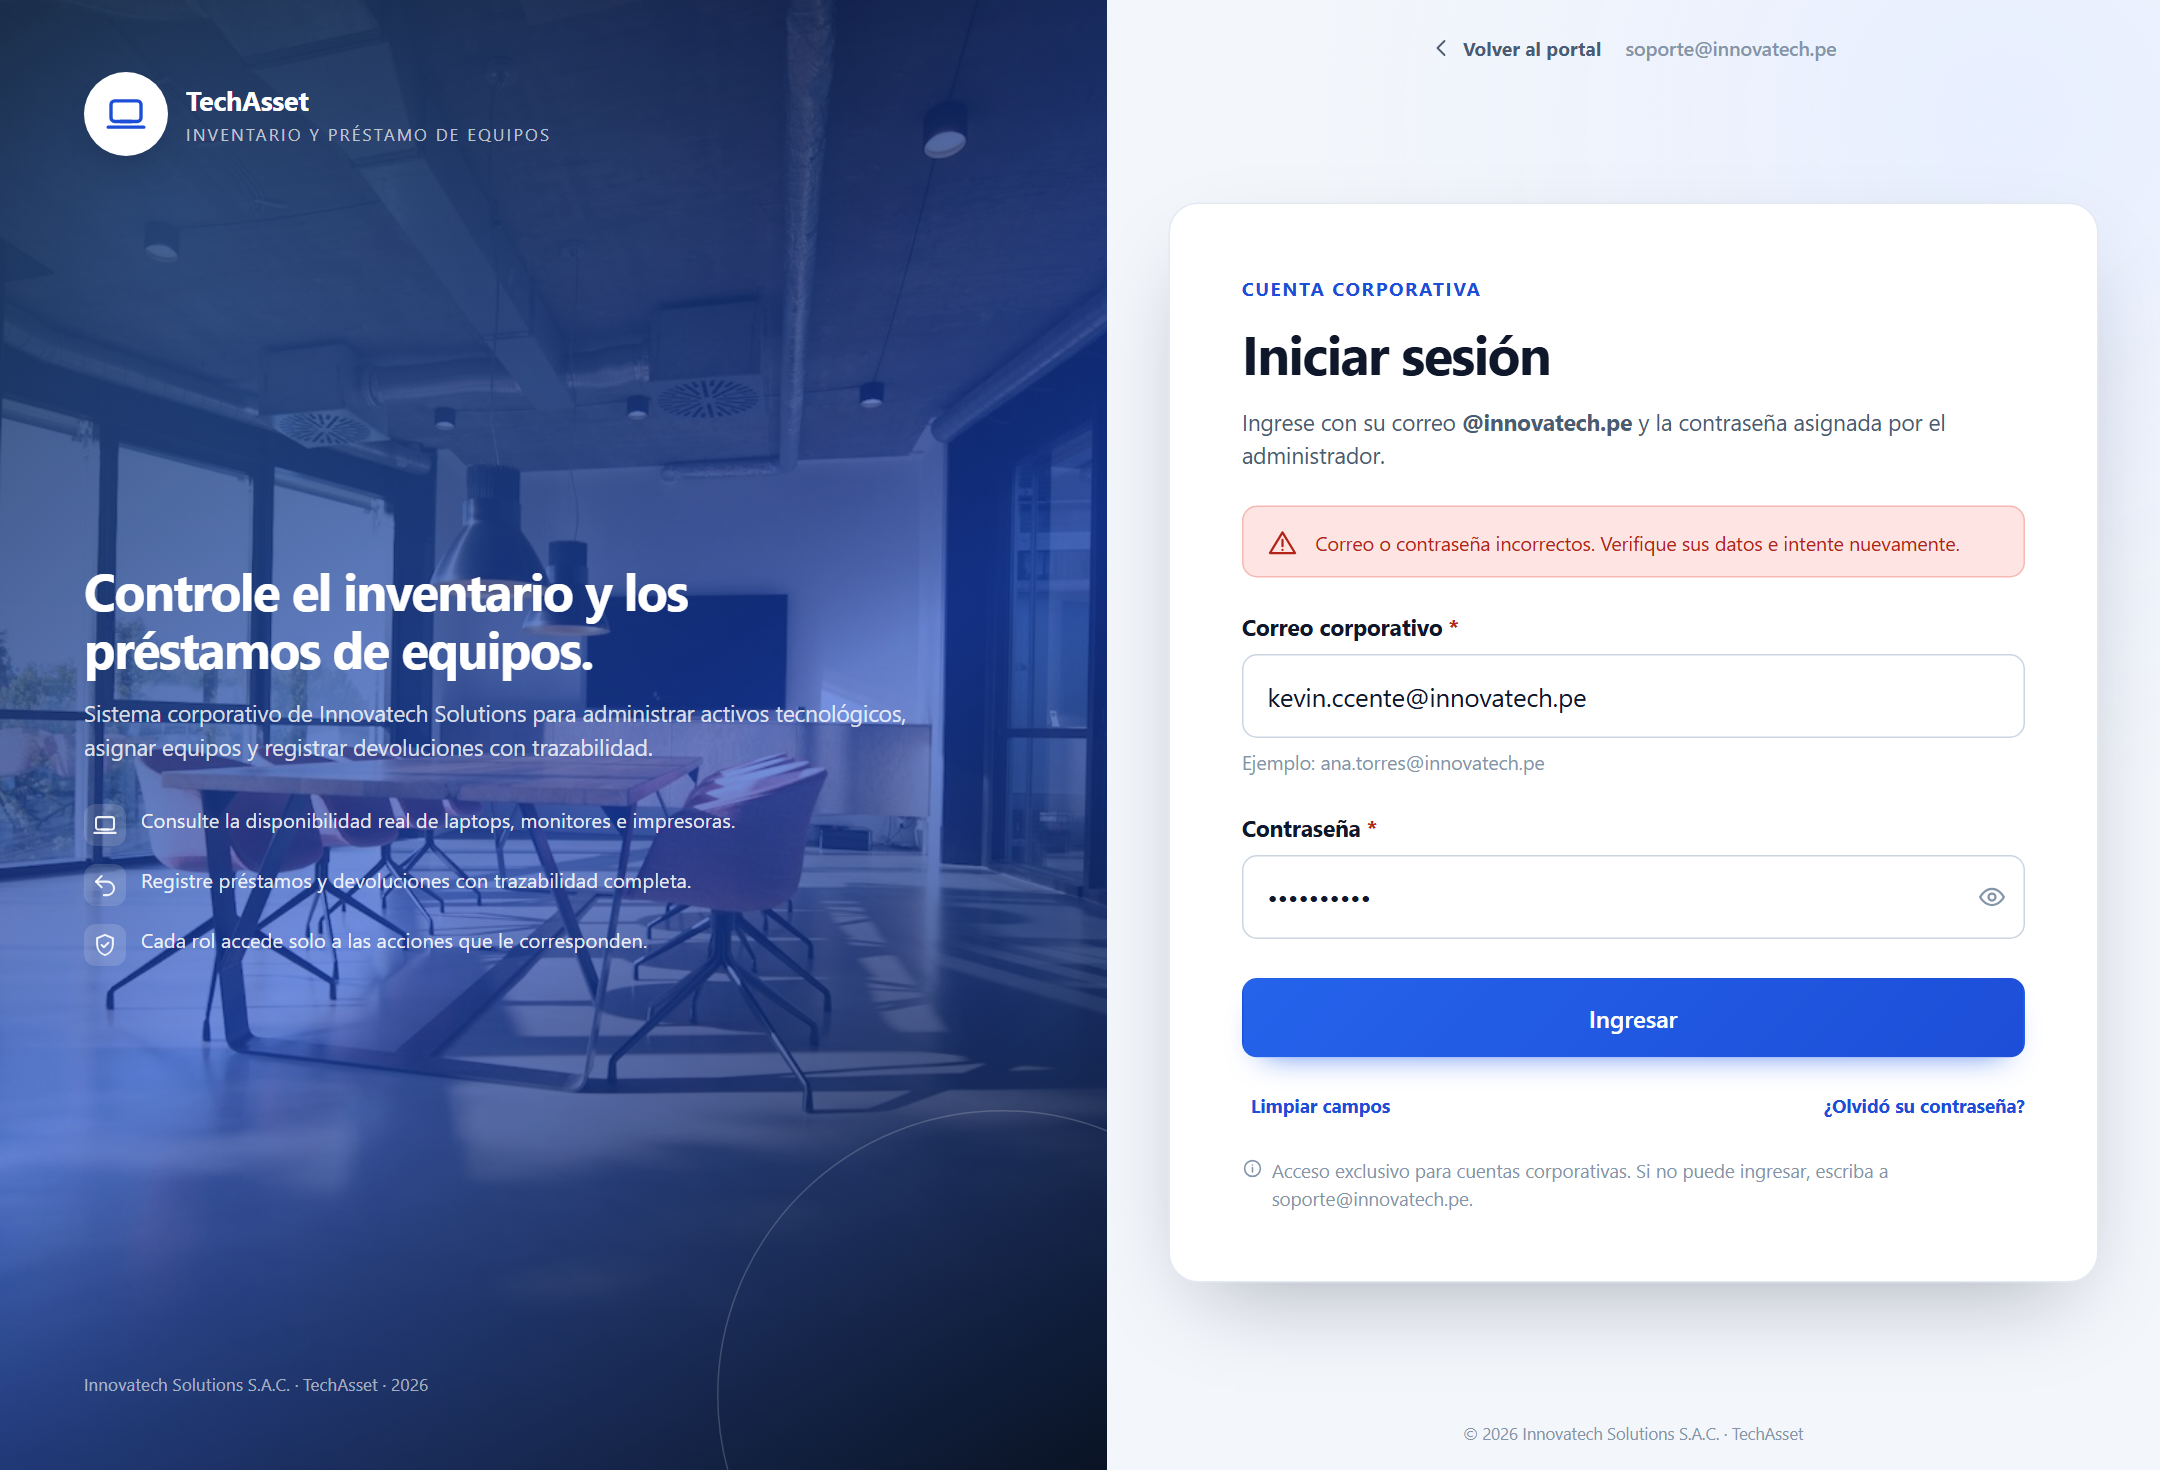 TechAsset
INVENTARIO Y PRÉSTAMO DE EQUIPOS
Controle el inventario y los
préstamos de equipos.
Sistema corporativo de Innovatech Solutions para administrar activos tecnológicos,
asignar equipos y registrar devoluciones con trazabilidad.
Consulte la disponibilidad real de laptops, monitores e impresoras.
Registre préstamos y devoluciones con trazabilidad completa.
Cada rol accede solo a las acciones que le corresponden.
Innovatech Solutions S.A.C. · TechAsset · 2026
Volver al portal soporte@innovatech.pe
CUENTA CORPORATIVA
Iniciar sesión
Ingrese con su correo @innovatech.pe y la contraseña asignada por el
administrador.
Correo o contraseña incorrectos. Verifique sus datos e intente nuevamente.
Correo corporativo *
kevin.ccente@innovatech.pe
Ejemplo: ana.torres@innovatech.pe
Contraseña *
••••••••••
Ingresar
Limpiar campos ¿Olvidó su contraseña?
Acceso exclusivo para cuentas corporativas. Si no puede ingresar, escriba a
soporte@innovatech.pe.
© 2026 Innovatech Solutions S.A.C. · TechAsset